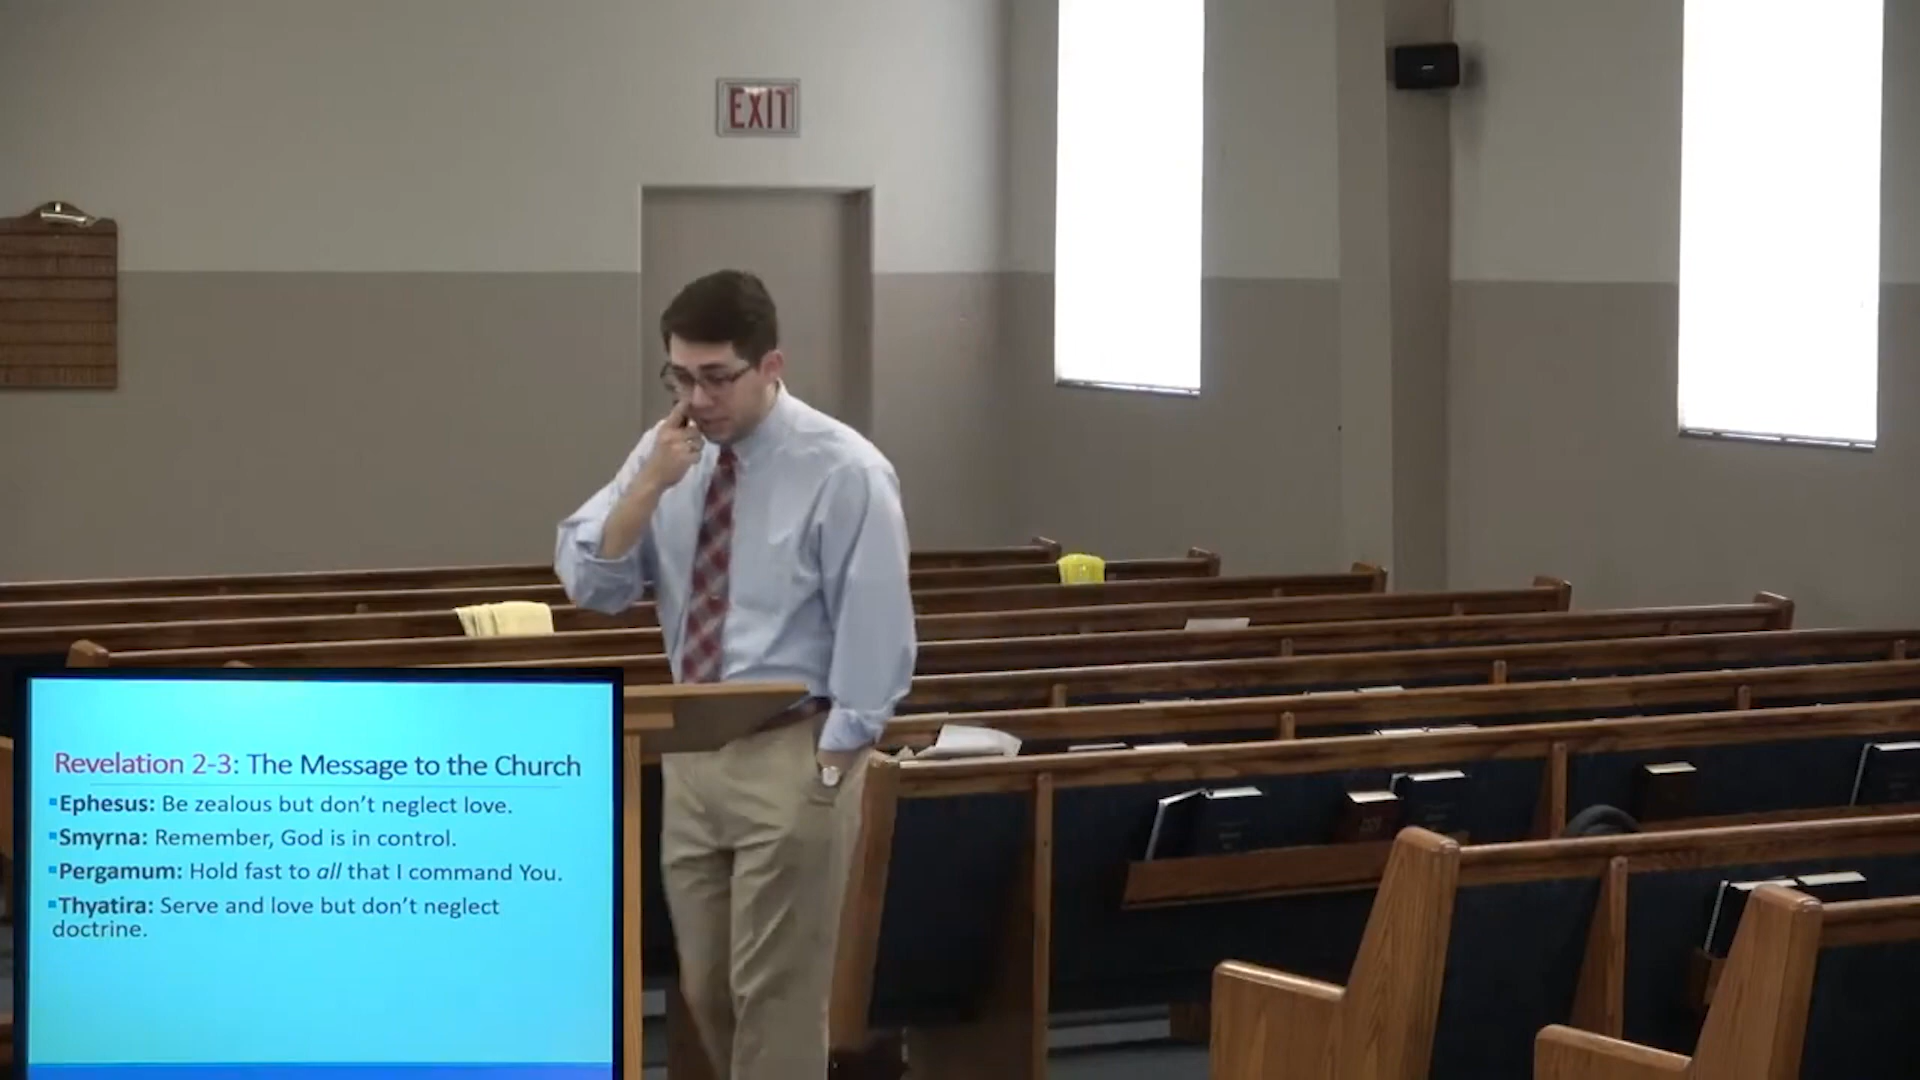 EXIT
Revelation 2-3: The Message to the Church
▪Ephesus: Be zealous but don't neglect love.
▪Smyrna: Remember, God is in control.
▪Pergamum: Hold fast to all that I command You.
▪Thyatira: Serve and love but don't neglect
doctrine.